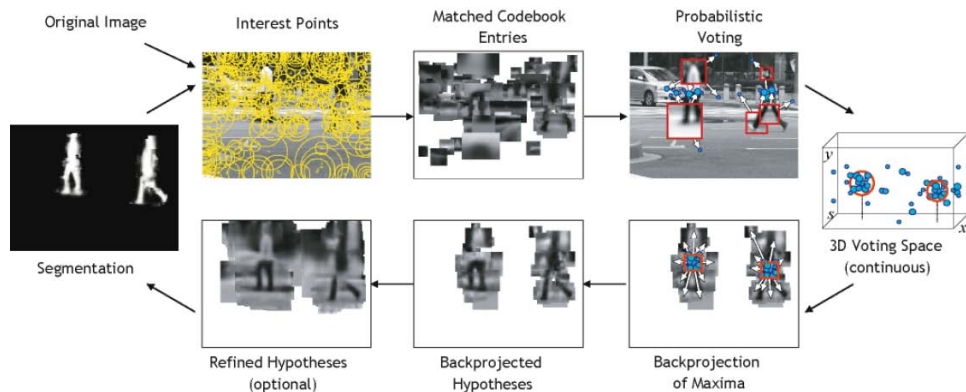 Original Image
Interest Points
Matched Codebook
Entries
Probabilistic
Voting
y
s
x
3D Voting Space
(continuous)
Segmentation
Refined Hypotheses
(optional)
Backprojected
Hypotheses
Backprojection
of Maxima